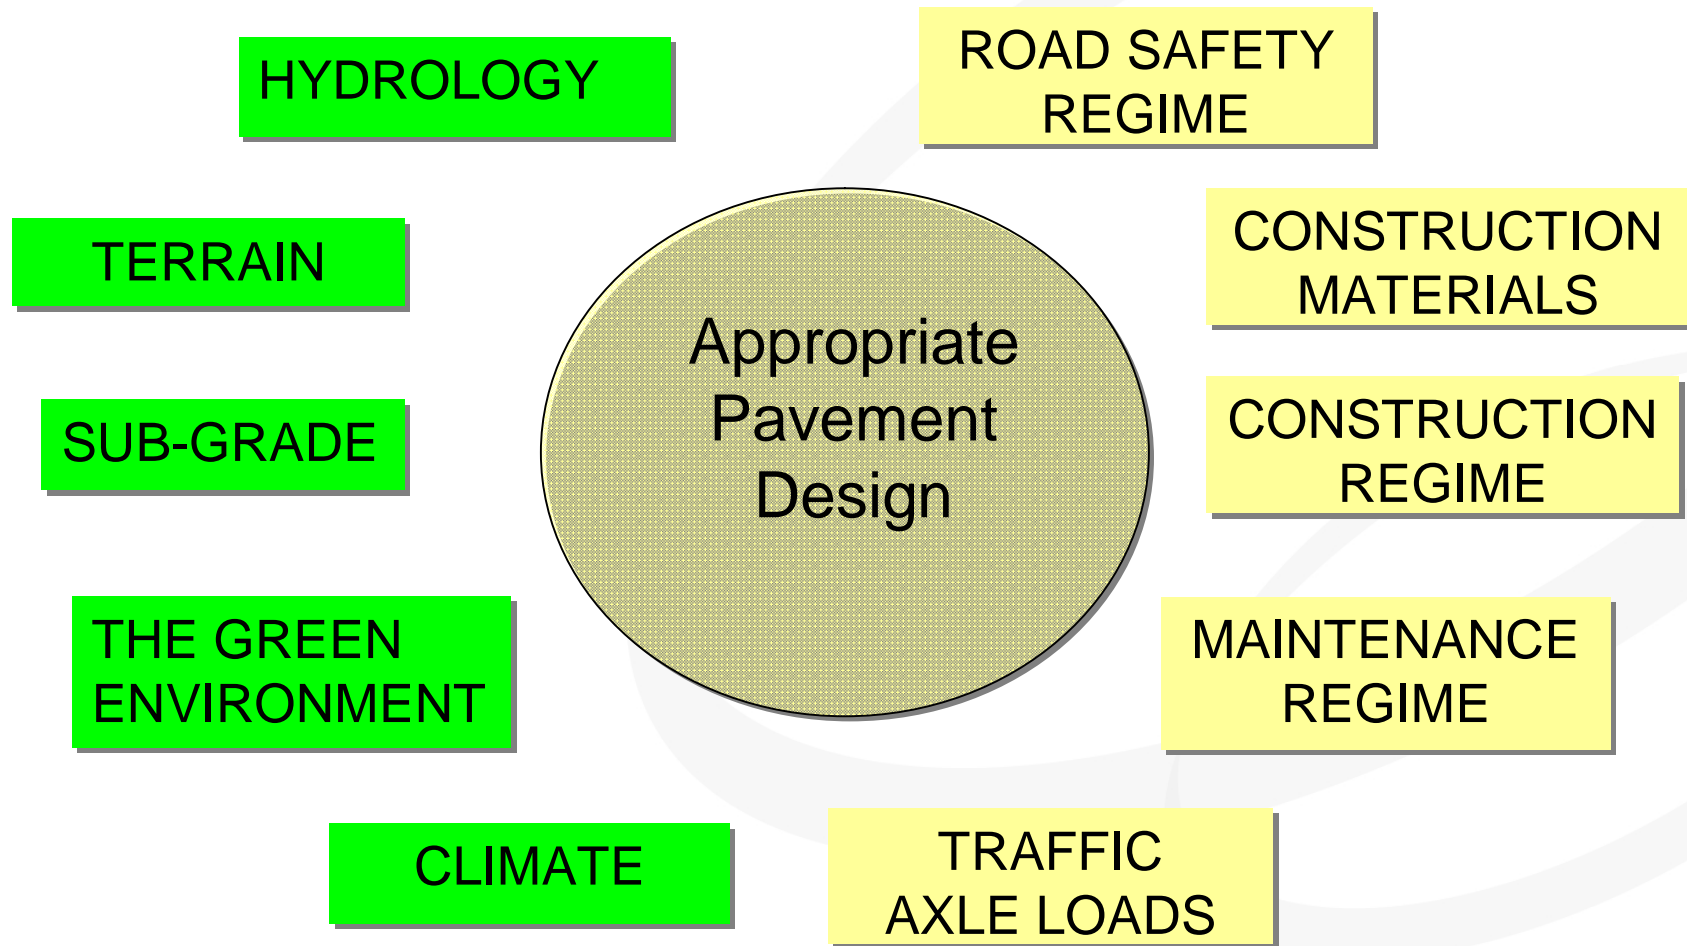 HYDROLOGY
ROAD SAFETY
REGIME
TERRAIN
CONSTRUCTION
MATERIALS
Appropriate
Pavement
Design
SUB-GRADE
CONSTRUCTION
REGIME
THE GREEN
ENVIRONMENT
MAINTENANCE
REGIME
CLIMATE
TRAFFIC
AXLE LOADS